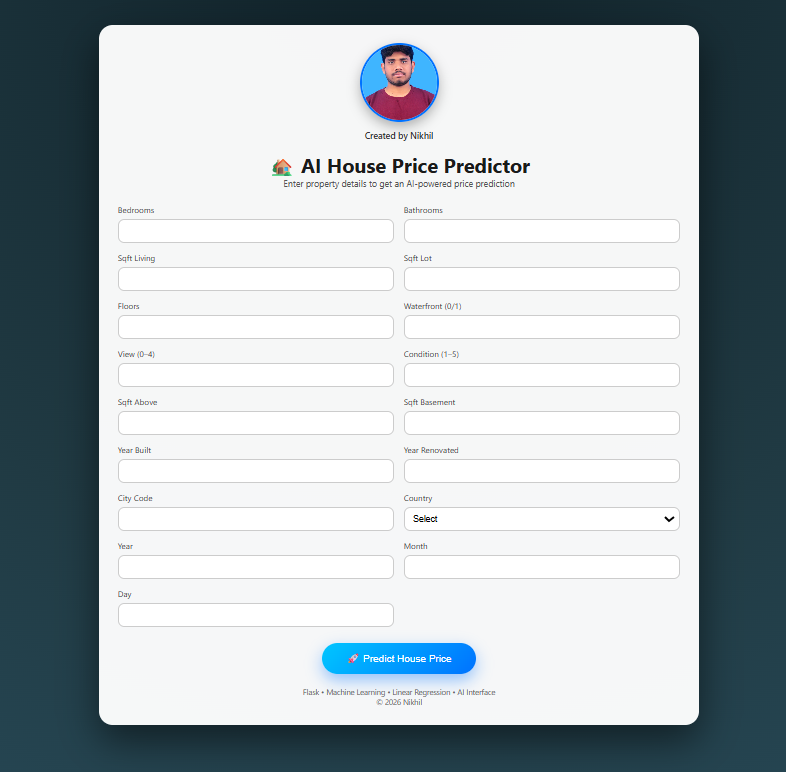 Created by Nikhil
🏠 AI House Price Predictor
Enter property details to get an AI-powered price prediction
Bedrooms
Bathrooms
Sqft Living
Sqft Lot
Floors
Waterfront (0/1)
View (0–4)
Condition (1–5)
Sqft Above
Sqft Basement
Year Built
Year Renovated
City Code
Country
Select
Year
Month
Day
🚀 Predict House Price
Flask • Machine Learning • Linear Regression • AI Interface
© 2026 Nikhil